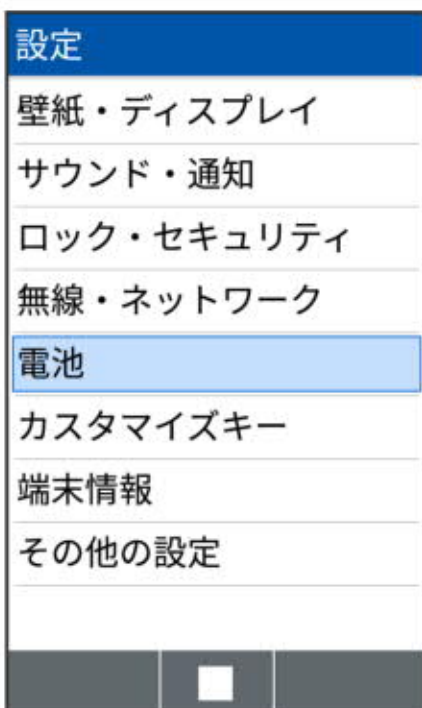 設定
壁紙・ディスプレイ
サウンド・通知
ロック・セキュリティ
無線・ネットワーク
電池
カスタマイズキー
端末情報
その他の設定